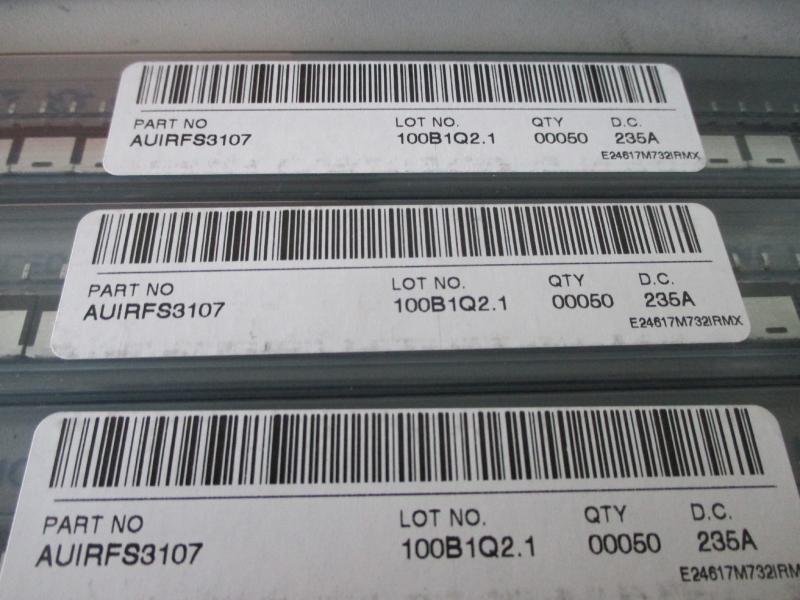 PART NO LOT NO. QTY D.C.
AUIRFS3107 100B1Q2.1 00050 235A
E24617M732IRMX
PART NO LOT NO. QTY D.C.
AUIRFS3107 100B1Q2.1 00050 235A
E24617M732IRMX
PART NO LOT NO. QTY D.C.
AUIRFS3107 100B1Q2.1 00050 235A
E24617M732IRM